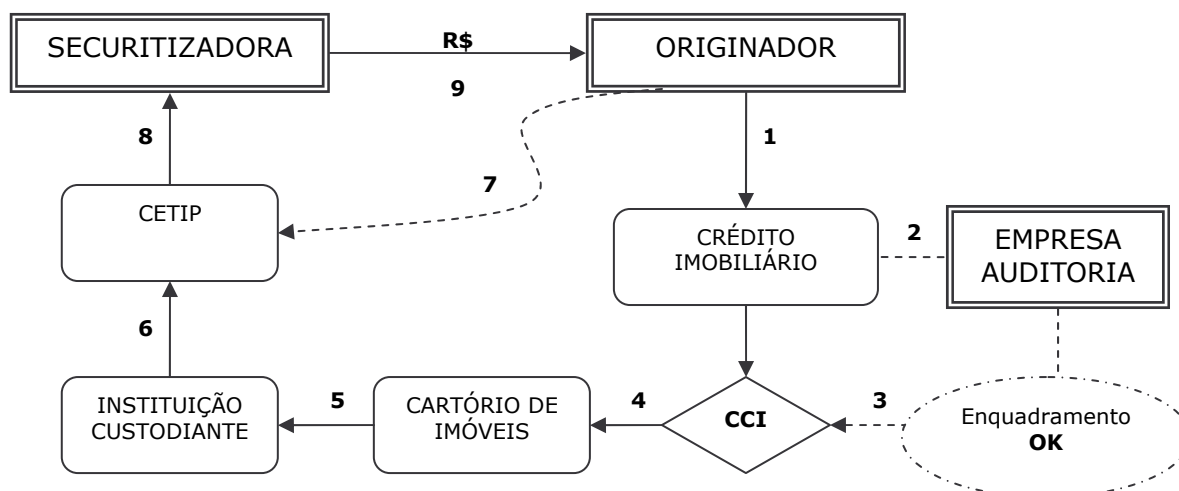 SECURITIZADORA
R$
ORIGINADOR
9
8
1
7
CETIP
CRÉDITO
IMOBILIÁRIO
2
EMPRESA
AUDITORIA
6
INSTITUIÇÃO
CUSTODIANTE
5
CARTÓRIO DE
IMÓVEIS
4
CCI
3
Enquadramento
OK